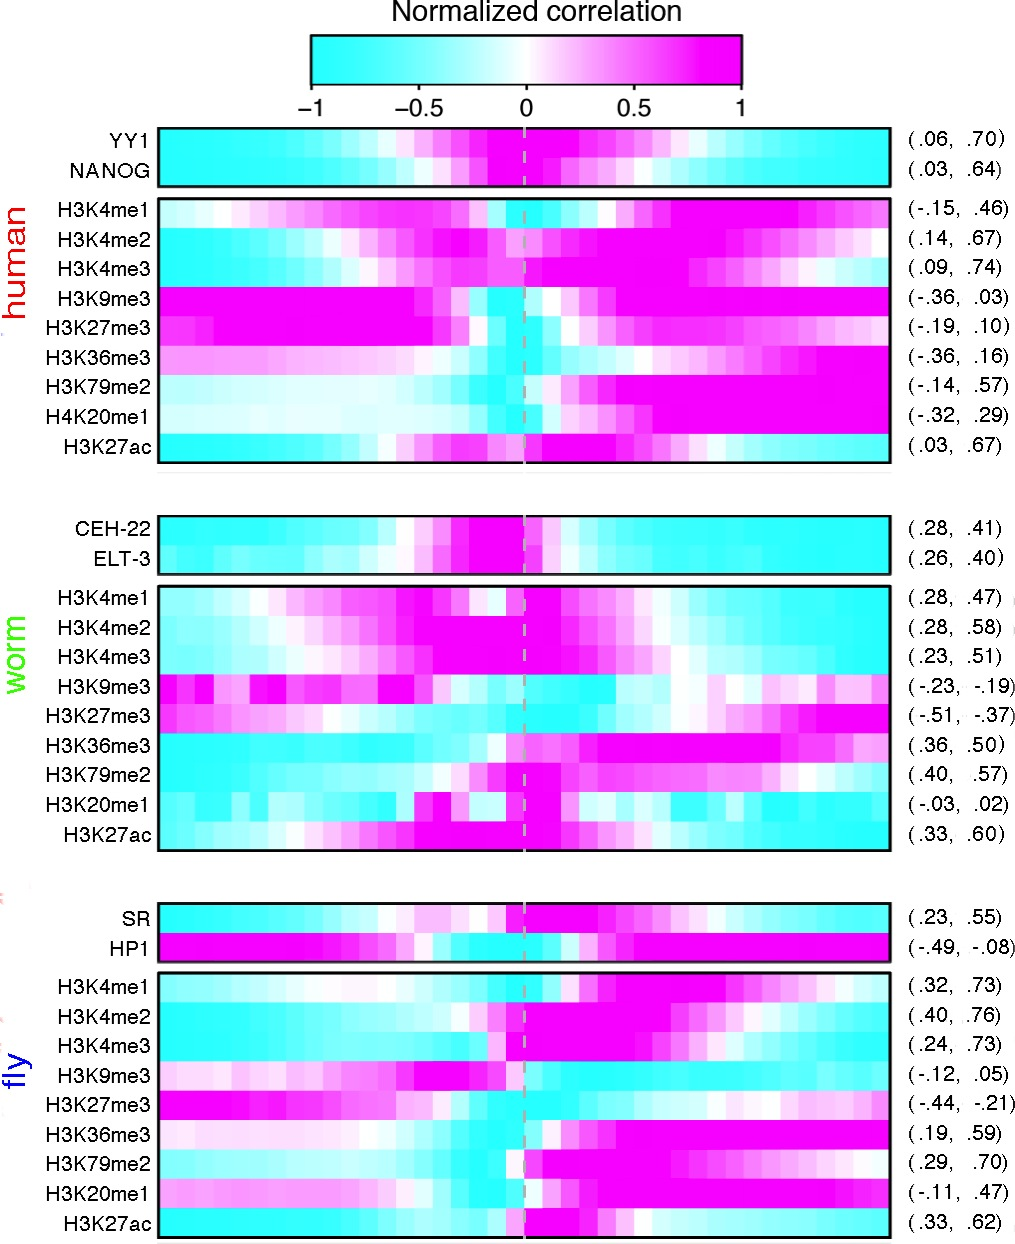 Normalized correlation
−1 −0.5 0 0.5 1
YY1 (.06, .70)
NANOG (.03, .64)
human
H3K4me1 (-.15, .46)
H3K4me2 (.14, .67)
H3K4me3 (.09, .74)
H3K9me3 (-.36, .03)
H3K27me3 (-.19, .10)
H3K36me3 (-.36, .16)
H3K79me2 (-.14, .57)
H4K20me1 (-.32, .29)
H3K27ac (.03, .67)
CEH-22 (.28, .41)
ELT-3 (.26, .40)
worm
H3K4me1 (.28, .47)
H3K4me2 (.28, .58)
H3K4me3 (.23, .51)
H3K9me3 (-.23, -.19)
H3K27me3 (-.51, -.37)
H3K36me3 (.36, .50)
H3K79me2 (.40, .57)
H3K20me1 (-.03, .02)
H3K27ac (.33, .60)
SR (.23, .55)
HP1 (-.49, -.08)
fly
H3K4me1 (.32, .73)
H3K4me2 (.40, .76)
H3K4me3 (.24, .73)
H3K9me3 (-.12, .05)
H3K27me3 (-.44, -.21)
H3K36me3 (.19, .59)
H3K79me2 (.29, .70)
H3K20me1 (-.11, .47)
H3K27ac (.33, .62)